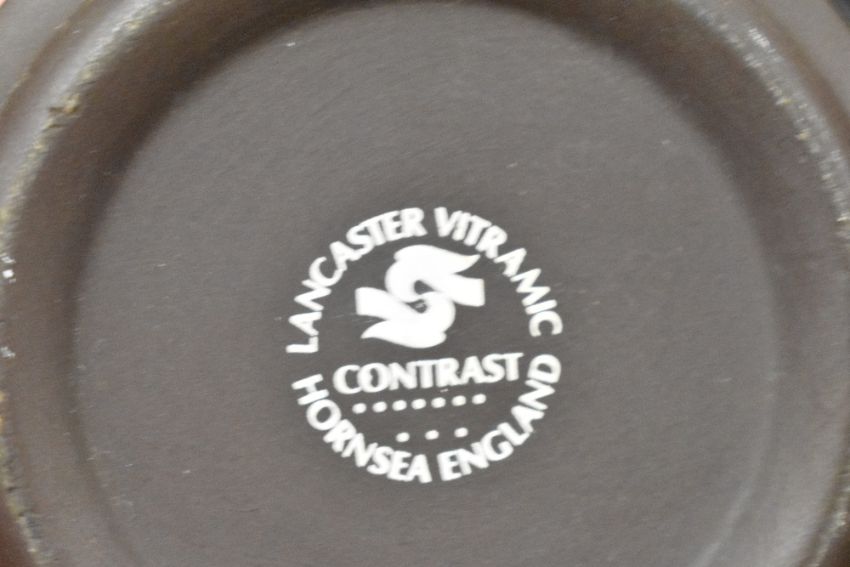 LANCASTER VITRAMIC
CONTRAST
HORNSEA ENGLAND